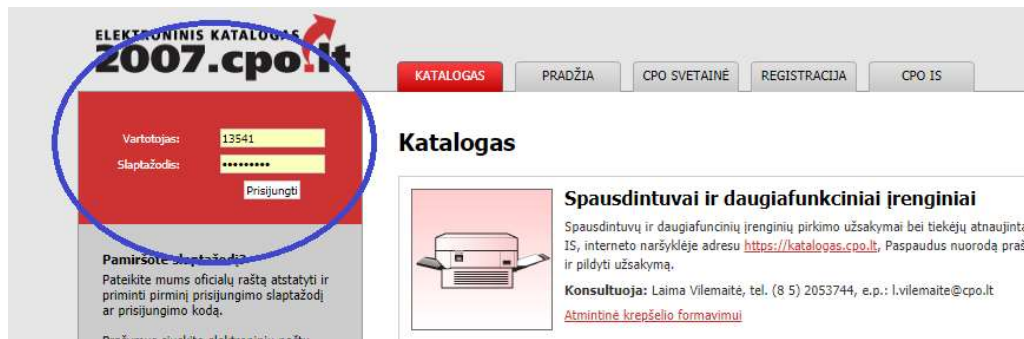 ELEKTRONINIS KATALOGAS
2007.cpo.lt
KATALOGAS
PRADŽIA
CPO SVETAINĖ
REGISTRACIJA
CPO IS
Vartotojas:
13541
Slaptažodis:
•••••••••
Prisijungti
Pamiršote slaptažodį?
Pateikite mums oficialų raštą atstatyti ir
priminti pirminį prisijungimo slaptažodį
ar prisijungimo kodą.
Katalogas
Spausdintuvai ir daugiafunkciniai įrenginiai
Spausdintuvų ir daugiafuncinių įrenginių pirkimo užsakymai bei tiekėjų atnaujinta
IS, interneto naršyklėje adresu https://katalogas.cpo.lt, Paspaudus nuorodą praš
ir pildyti užsakymą.
Konsultuoja: Laima Vilemaitė, tel. (8 5) 2053744, e.p.: l.vilemaite@cpo.lt
Atmintinė krepšelio formavimui